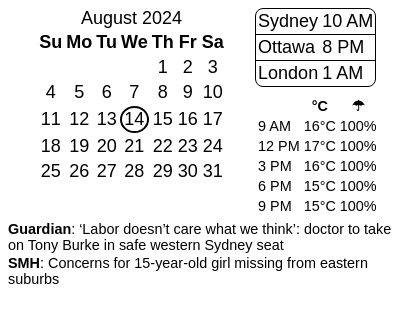 August 2024
Su Mo Tu We Th Fr Sa
1 2 3
4 5 6 7 8 9 10
11 12 13 14 15 16 17
18 19 20 21 22 23 24
25 26 27 28 29 30 31
Sydney 10 AM
Ottawa 8 PM
London 1 AM
°C ☂
9 AM 16°C 100%
12 PM 17°C 100%
3 PM 16°C 100%
6 PM 15°C 100%
9 PM 15°C 100%
Guardian: ‘Labor doesn’t care what we think’: doctor to take
on Tony Burke in safe western Sydney seat
SMH: Concerns for 15-year-old girl missing from eastern
suburbs